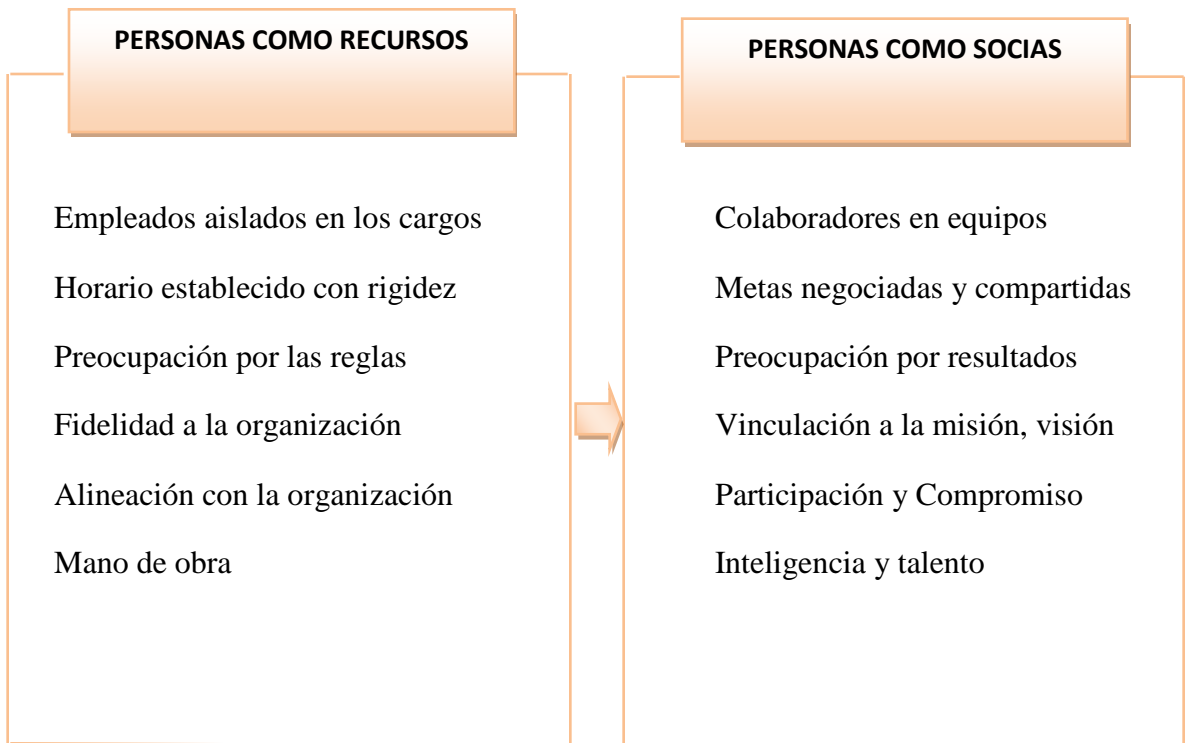 PERSONAS COMO RECURSOS
Empleados aislados en los cargos
Horario establecido con rigidez
Preocupación por las reglas
Fidelidad a la organización
Alineación con la organización
Mano de obra
PERSONAS COMO SOCIAS
Colaboradores en equipos
Metas negociadas y compartidas
Preocupación por resultados
Vinculación a la misión, visión
Participación y Compromiso
Inteligencia y talento